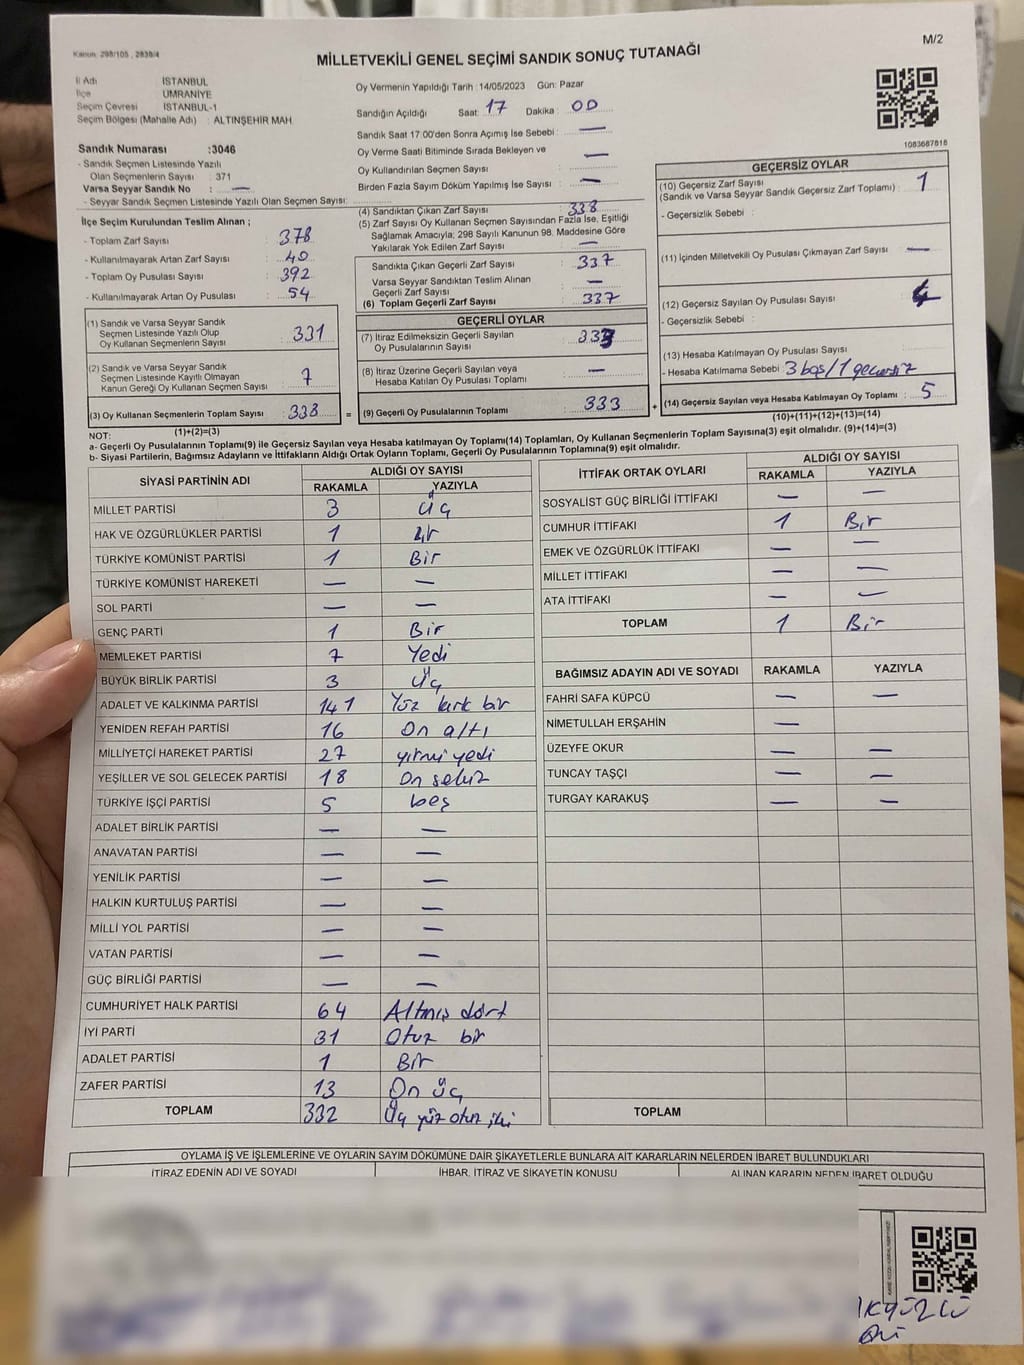 Kanun: 298/105 , 2839/4
M/2
MİLLETVEKİLİ GENEL SEÇİMİ SANDIK SONUÇ TUTANAĞI
İl Adı İSTANBUL
İlçe ÜMRANİYE
Seçim Çevresi İSTANBUL-1
Seçim Bölgesi (Mahalle Adı) : ALTINŞEHİR MAH.
Sandık Numarası :3046
- Sandık Seçmen Listesinde Yazılı
Olan Seçmenlerin Sayısı : 371
Varsa Seyyar Sandık No : —
- Seyyar Sandık Seçmen Listesinde Yazılı Olan Seçmen Sayısı:
Oy Vermenin Yapıldığı Tarih :14/05/2023 Gün: Pazar
Sandığın Açıldığı Saat: 17 Dakika : 00
Sandık Saat 17:00'den Sonra Açımış İse Sebebi : —
Oy Verme Saati Bitiminde Sırada Bekleyen ve
Oy Kullandırılan Seçmen Sayısı : —
Birden Fazla Sayım Döküm Yapılmış İse Sayısı : —
1083687818
İlçe Seçim Kurulundan Teslim Alınan ;
- Toplam Zarf Sayısı : 378
- Kullanılmayarak Artan Zarf Sayısı : 40
- Toplam Oy Pusulası Sayısı : 392
- Kullanılmayarak Artan Oy Pusulası : 54
(1) Sandık ve Varsa Seyyar Sandık
Seçmen Listesinde Yazılı Olup
Oy Kullanan Seçmenlerin Sayısı : 331
(2) Sandık ve Varsa Seyyar Sandık
Seçmen Listesinde Kayıtlı Olmayan
Kanun Gereği Oy Kullanan Seçmen Sayısı : 7
(3) Oy Kullanan Seçmenlerin Toplam Sayısı : 338 =
(1)+(2)=(3)
(4) Sandıktan Çıkan Zarf Sayısı : 338
(5) Zarf Sayısı Oy Kullanan Seçmen Sayısından Fazla İse, Eşitliği
Sağlamak Amacıyla; 298 Sayılı Kanunun 98. Maddesine Göre
Yakılarak Yok Edilen Zarf Sayısı : —
Sandıkta Çıkan Geçerli Zarf Sayısı : 337
Varsa Seyyar Sandıktan Teslim Alınan
Geçerli Zarf Sayısı : —
(6) Toplam Geçerli Zarf Sayısı : 337
GEÇERLİ OYLAR
(7) İtiraz Edilmeksizin Geçerli Sayılan
Oy Pusulalarının Sayısı : 333
(8) İtiraz Üzerine Geçerli Sayılan veya
Hesaba Katılan Oy Pusulası Toplamı : —
(9) Geçerli Oy Pusulalarının Toplamı : 333 +
GEÇERSİZ OYLAR
(10) Geçersiz Zarf Sayısı
(Sandık ve Varsa Seyyar Sandık Geçersiz Zarf Toplamı) : 1
- Geçersizlik Sebebi :
(11) İçinden Milletvekili Oy Pusulası Çıkmayan Zarf Sayısı : —
(12) Geçersiz Sayılan Oy Pusulası Sayısı : 4
- Geçersizlik Sebebi :
(13) Hesaba Katılmayan Oy Pusulası Sayısı :
- Hesaba Katılmama Sebebi : 3 boş/1 geçersiz
(14) Geçersiz Sayılan veya Hesaba Katılmayan Oy Toplamı : 5
(10)+(11)+(12)+(13)=(14)
NOT:
a- Geçerli Oy Pusulalarının Toplamı(9) ile Geçersiz Sayılan veya Hesaba katılmayan Oy Toplamı(14) Toplamları, Oy Kullanan Seçmenlerin Toplam Sayısına(3) eşit olmalıdır. (9)+(14)=(3)
b- Siyasi Partilerin, Bağımsız Adayların ve İttifakların Aldığı Ortak Oyların Toplamı, Geçerli Oy Pusulalarının Toplamına(9) eşit olmalıdır.
SİYASİ PARTİNİN ADI ALDIĞI OY SAYISI
RAKAMLA YAZIYLA
MİLLET PARTİSİ 3 Üç
HAK VE ÖZGÜRLÜKLER PARTİSİ 1 Bir
TÜRKİYE KOMÜNİST PARTİSİ 1 Bir
TÜRKİYE KOMÜNİST HAREKETİ — —
SOL PARTİ — —
GENÇ PARTİ 1 Bir
MEMLEKET PARTİSİ 7 Yedi
BÜYÜK BİRLİK PARTİSİ 3 Üç
ADALET VE KALKINMA PARTİSİ 141 Yüz kırk bir
YENİDEN REFAH PARTİSİ 16 On altı
MİLLİYETÇİ HAREKET PARTİSİ 27 yirmi yedi
YEŞİLLER VE SOL GELECEK PARTİSİ 18 On sekiz
TÜRKİYE İŞÇİ PARTİSİ 5 beş
ADALET BİRLİK PARTİSİ — —
ANAVATAN PARTİSİ — —
YENİLİK PARTİSİ — —
HALKIN KURTULUŞ PARTİSİ — —
MİLLİ YOL PARTİSİ — —
VATAN PARTİSİ — —
GÜÇ BİRLİĞİ PARTİSİ — —
CUMHURİYET HALK PARTİSİ 64 Altmış dört
İYİ PARTİ 31 Otuz bir
ADALET PARTİSİ 1 Bir
ZAFER PARTİSİ 13 On üç
TOPLAM 332 Üç yüz otuz iki
İTTİFAK ORTAK OYLARI ALDIĞI OY SAYISI
RAKAMLA YAZIYLA
SOSYALİST GÜÇ BİRLİĞİ İTTİFAKI — —
CUMHUR İTTİFAKI 1 Bir
EMEK VE ÖZGÜRLÜK İTTİFAKI — —
MİLLET İTTİFAKI — —
ATA İTTİFAKI — —
TOPLAM 1 Bir
BAĞIMSIZ ADAYIN ADI VE SOYADI RAKAMLA YAZIYLA
FAHRİ SAFA KÜPCÜ — —
NİMETULLAH ERŞAHİN —
ÜZEYFE OKUR — —
TUNCAY TAŞÇI — —
TURGAY KARAKUŞ — —
TOPLAM
OYLAMA İŞ VE İŞLEMLERİNE VE OYLARIN SAYIM DÖKÜMÜNE DAİR ŞİKAYETLERLE BUNLARA AİT KARARLARIN NELERDEN İBARET BULUNDUKLARI
İTİRAZ EDENİN ADI VE SOYADI İHBAR, İTİRAZ VE ŞİKAYETİN KONUSU ALINAN KARARIN NEDEN İBARET OLDUĞU